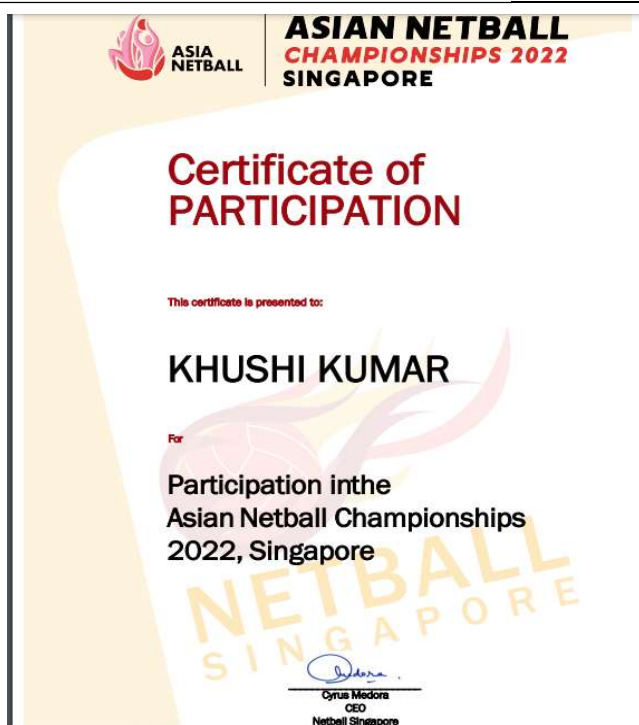 ASIA
NETBALL
ASIAN NETBALL
CHAMPIONSHIPS 2022
SINGAPORE
Certificate of
PARTICIPATION
This certificate is presented to:
KHUSHI KUMAR
For
Participation inthe
Asian Netball Championships
2022, Singapore
NETBALL
SINGAPORE
Cyrus Medora
CEO
Netball Singapore